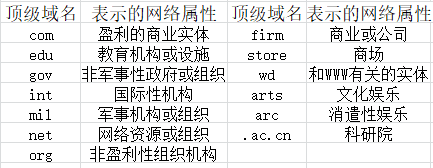 顶级域名 表示的网络属性 顶级域名 表示的网络属性
com 盈利的商业实体 firm 商业或公司
edu 教育机构或设施 store 商场
gov 非军事性政府或组织 wd 和WWW有关的实体
int 国际性机构 arts 文化娱乐
mil 军事机构或组织 arc 消遣性娱乐
net 网络资源或组织 .ac.cn 科研院
org 非盈利性组织机构